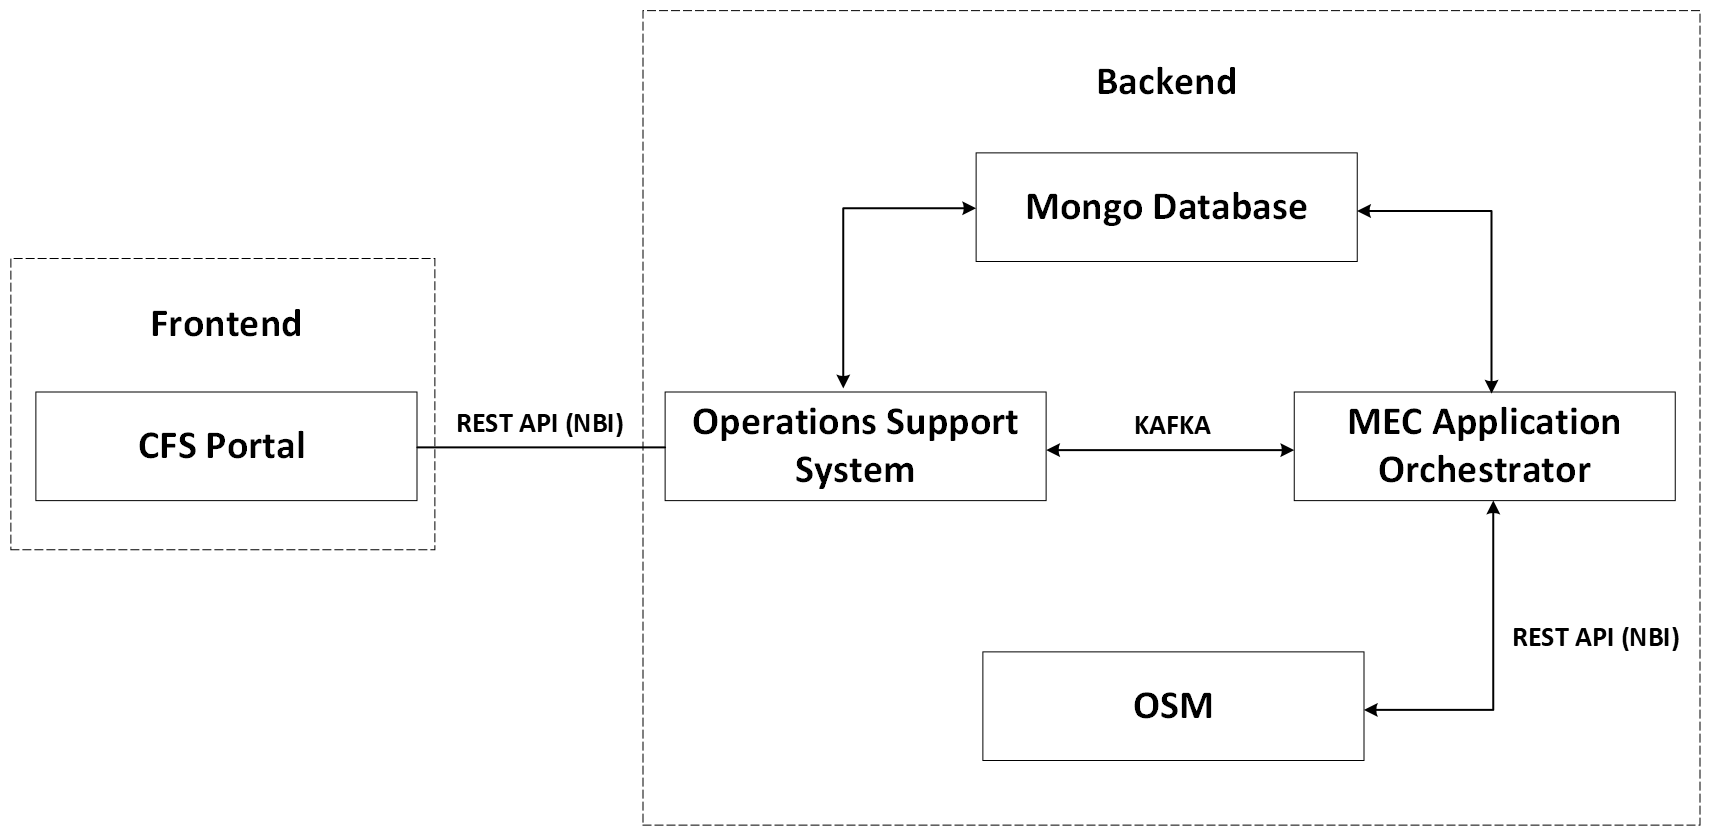 Backend
Mongo Database
Frontend
CFS Portal
REST API (NBI)
Operations Support
System
KAFKA
MEC Application
Orchestrator
REST API (NBI)
OSM